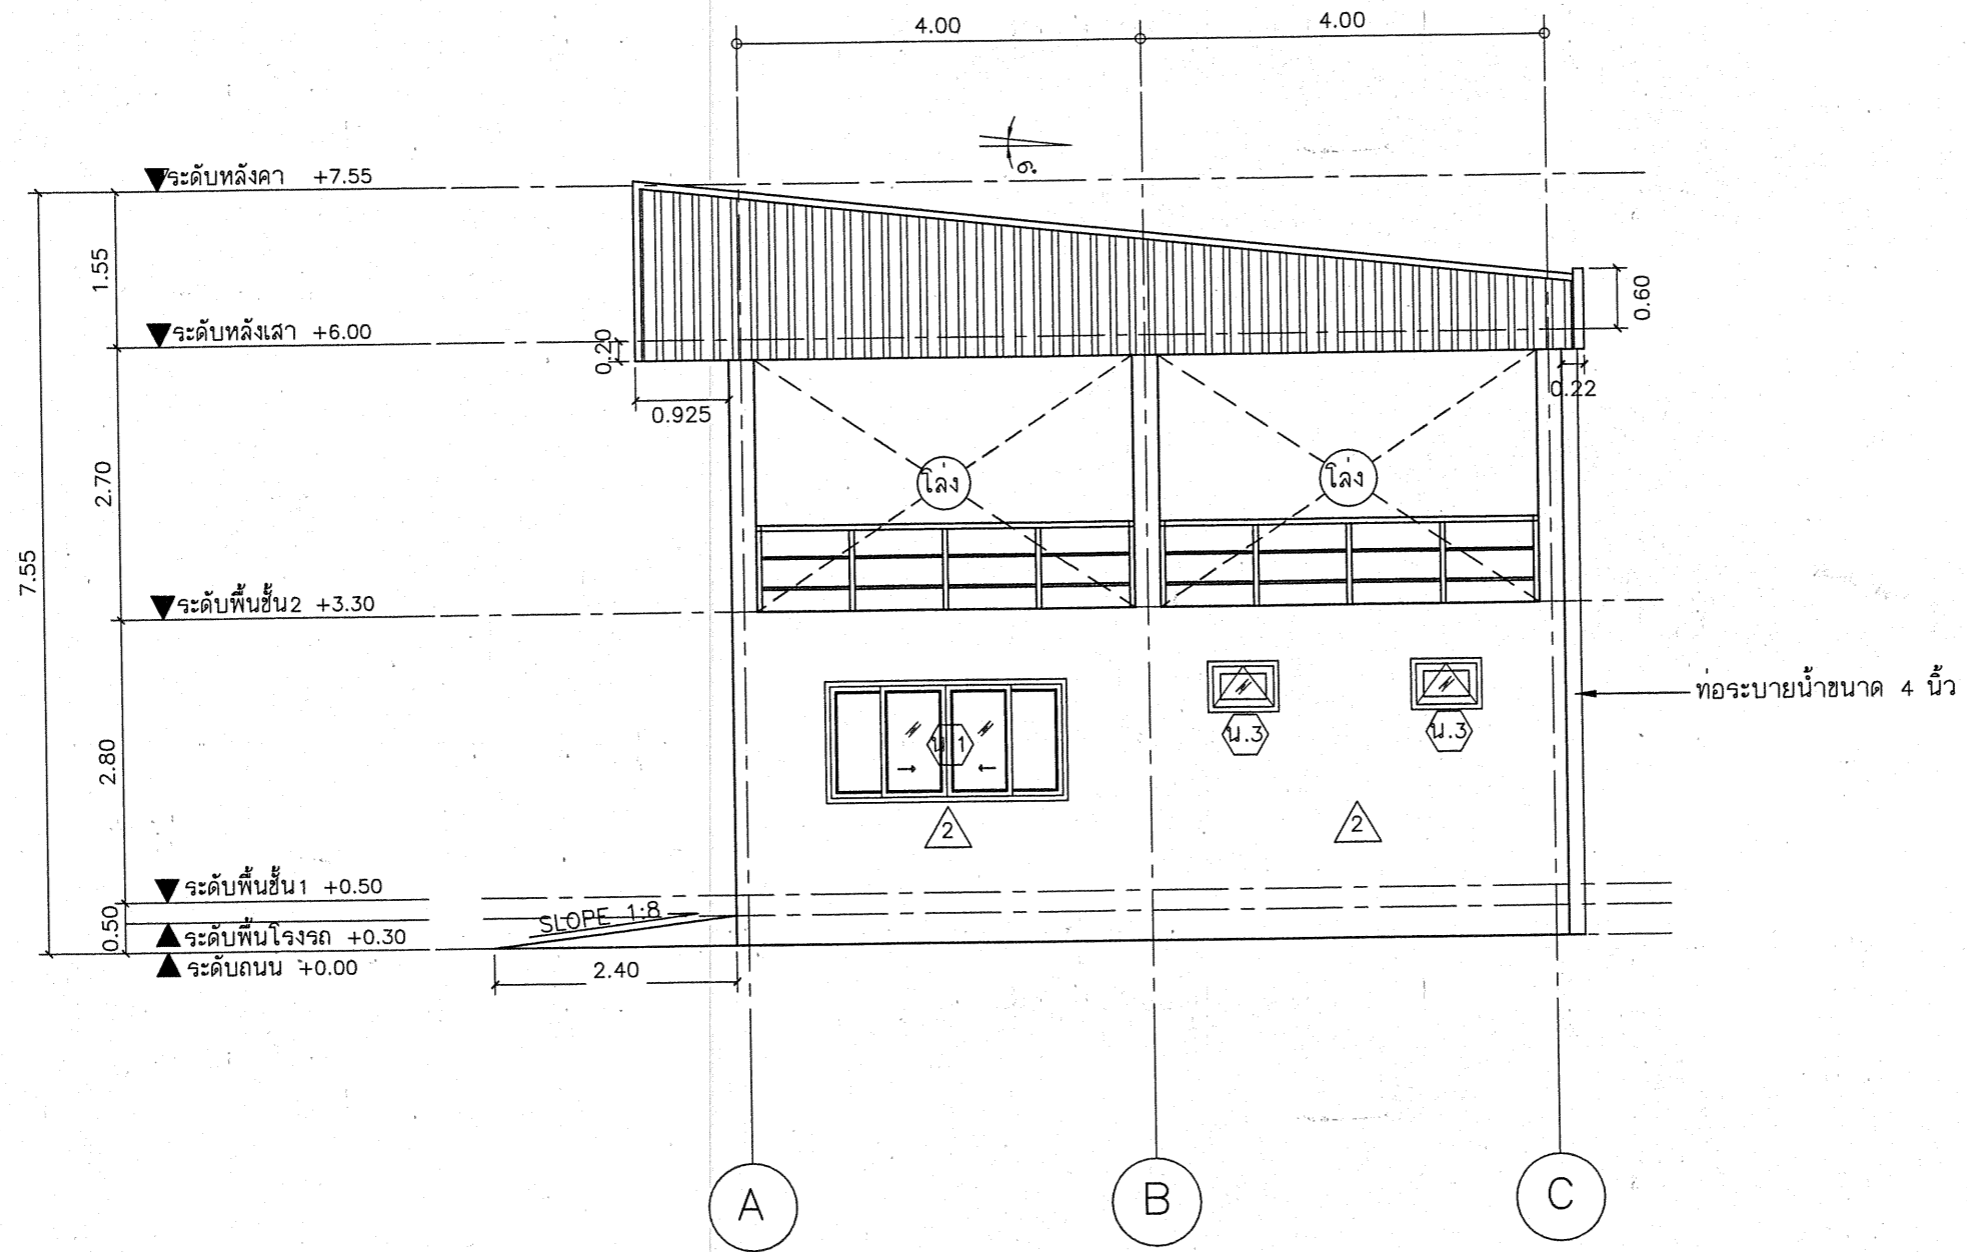 4.00
4.00
6°
ระดับหลังคา +7.55
1.55
0.60
ระดับหลังเสา +6.00
0.20
0.925
0.22
2.70
โล่ง
โล่ง
7.55
ระดับพื้นชั้น2 +3.30
ท่อระบายน้ำขนาด 4 นิ้ว
2.80
น.1
น.3
น.3
2
2
ระดับพื้นชั้น1 +0.50
0.50
SLOPE 1:8
ระดับพื้นโรงรถ +0.30
ระดับถนน +0.00
2.40
A
B
C